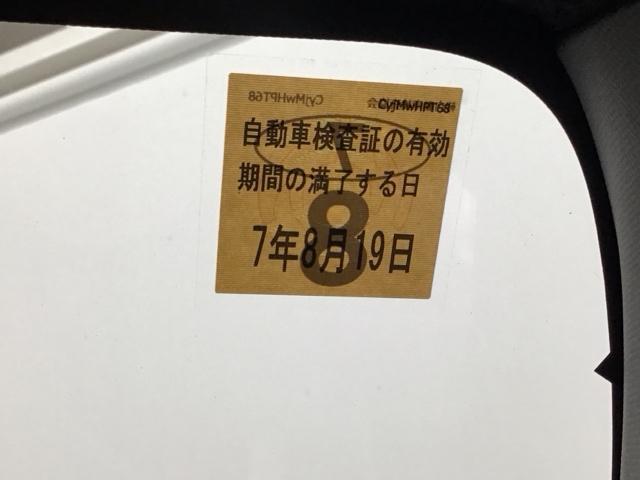 CyjMwHPT68
自動車検査証の有効
期間の満了する日
7年8月19日
7
8